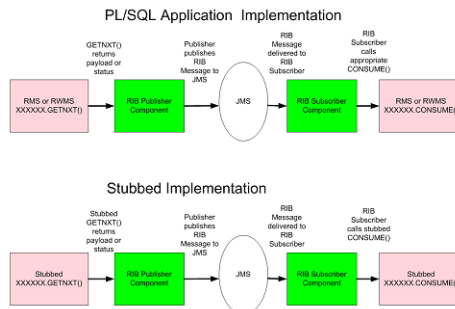 PL/SQL Application Implementation
GETNXT()
returns
payload or
status
Publisher
publishes
RIB
Message to
JMS
RIB
Message
delivered to
RIB
Subscriber
RIB
Subscriber
calls
appropriate
CONSUME()
RMS or RWMS
XXXXXX.GETNXT()
RIB Publisher
Component
JMS
RIB Subscriber
Component
RMS or RWMS
XXXXXX.CONSUME()
Stubbed Implementation
Stubbed
GETNXT()
returns
payload or
status
Publisher
publishes
RIB
Message to
JMS
RIB
Message
delivered to
RIB
Subscriber
RIB
Subscriber
calls stubbed
CONSUME()
Stubbed
XXXXXX.GETNXT()
RIB Publisher
Component
JMS
RIB Subscriber
Component
Stubbed
XXXXXX.CONSUME()